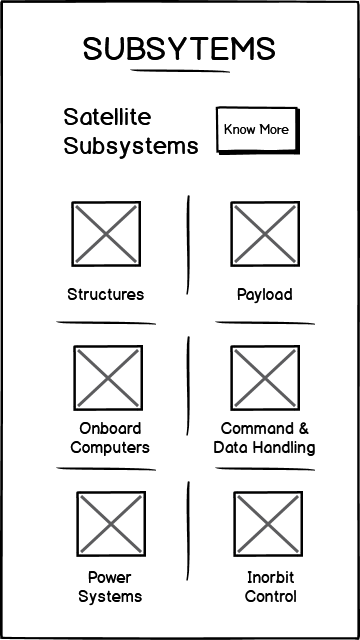 SUBSYTEMS
Satellite
Subsystems
Know More
Structures
Payload
Onboard
Computers
Command &
Data Handling
Power
Systems
Inorbit
Control